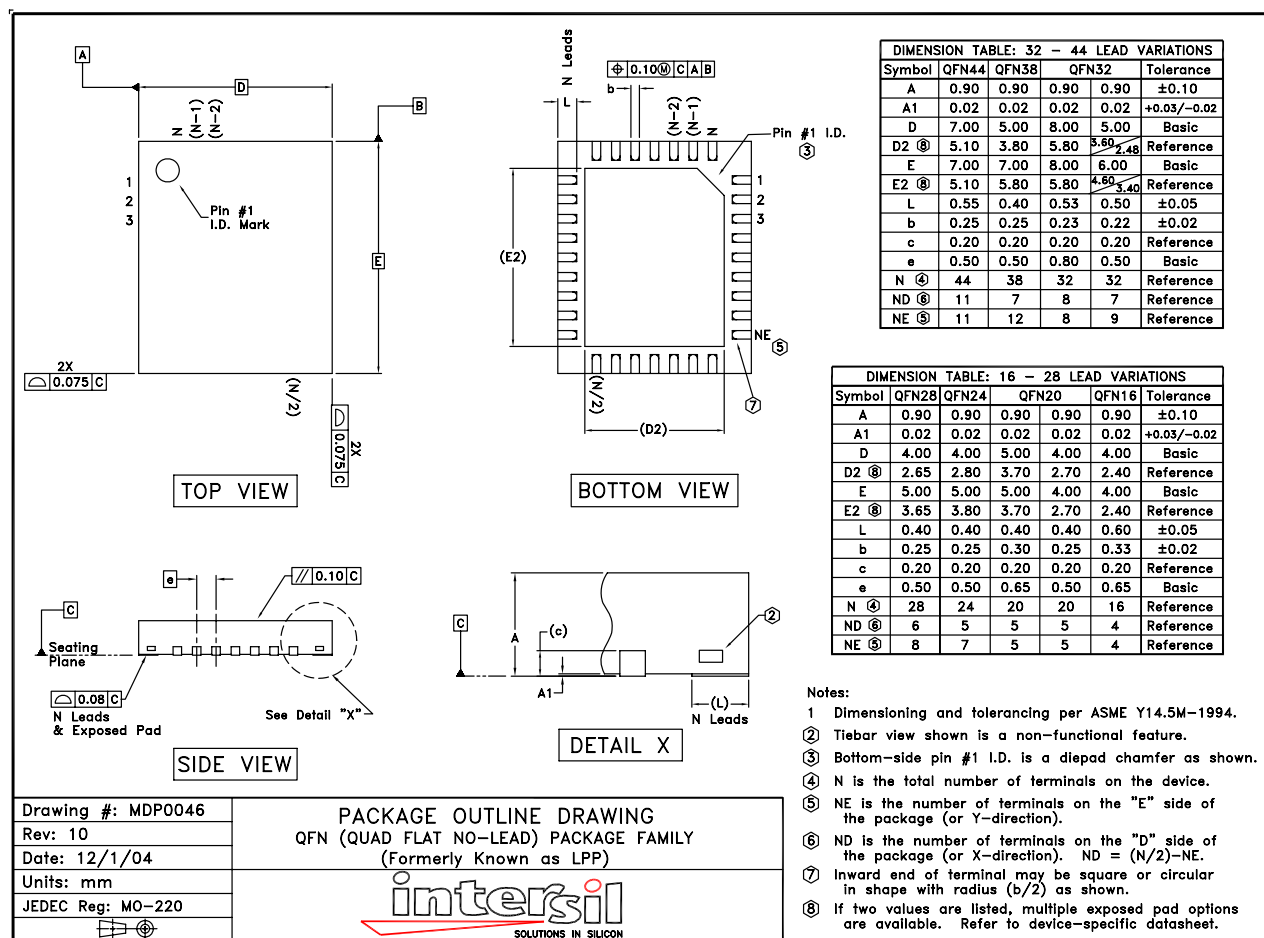 A
D
B
N
(N-1)
(N-2)
1
2
3
Pin #1
I.D. Mark
E
2X
0.075 C
(N/2)
0.075 C
2X
TOP VIEW
N Leads
L
b
0.10Ⓜ C A B
(N-2)
(N-1)
N
Pin #1 I.D.
3
1
2
3
(E2)
NE
5
(N/2)
7
(D2)
BOTTOM VIEW
e
// 0.10 C
C
Seating
Plane
0.08 C
N Leads
& Exposed Pad
See Detail "X"
SIDE VIEW
C
A
(c)
A1
2
(L)
N Leads
DETAIL X
DIMENSION TABLE: 32 - 44 LEAD VARIATIONS
Symbol QFN44 QFN38 QFN32 Tolerance
A 0.90 0.90 0.90 0.90 ±0.10
A1 0.02 0.02 0.02 0.02 +0.03/-0.02
D 7.00 5.00 8.00 5.00 Basic
D2 ⑧ 5.10 3.80 5.80 3.60/2.48 Reference
E 7.00 7.00 8.00 6.00 Basic
E2 ⑧ 5.10 5.80 5.80 4.60/3.40 Reference
L 0.55 0.40 0.53 0.50 ±0.05
b 0.25 0.25 0.23 0.22 ±0.02
c 0.20 0.20 0.20 0.20 Reference
e 0.50 0.50 0.80 0.50 Basic
N ④ 44 38 32 32 Reference
ND ⑥ 11 7 8 7 Reference
NE ⑤ 11 12 8 9 Reference
DIMENSION TABLE: 16 - 28 LEAD VARIATIONS
Symbol QFN28 QFN24 QFN20 QFN16 Tolerance
A 0.90 0.90 0.90 0.90 0.90 ±0.10
A1 0.02 0.02 0.02 0.02 0.02 +0.03/-0.02
D 4.00 4.00 5.00 4.00 4.00 Basic
D2 ⑧ 2.65 2.80 3.70 2.70 2.40 Reference
E 5.00 5.00 5.00 4.00 4.00 Basic
E2 ⑧ 3.65 3.80 3.70 2.70 2.40 Reference
L 0.40 0.40 0.40 0.40 0.60 ±0.05
b 0.25 0.25 0.30 0.25 0.33 ±0.02
c 0.20 0.20 0.20 0.20 0.20 Reference
e 0.50 0.50 0.65 0.50 0.65 Basic
N ④ 28 24 20 20 16 Reference
ND ⑥ 6 5 5 5 4 Reference
NE ⑤ 8 7 5 5 4 Reference
Notes:
1 Dimensioning and tolerancing per ASME Y14.5M-1994.
② Tiebar view shown is a non-functional feature.
③ Bottom-side pin #1 I.D. is a diepad chamfer as shown.
④ N is the total number of terminals on the device.
⑤ NE is the number of terminals on the "E" side of
the package (or Y-direction).
⑥ ND is the number of terminals on the "D" side of
the package (or X-direction). ND = (N/2)-NE.
⑦ Inward end of terminal may be square or circular
in shape with radius (b/2) as shown.
⑧ If two values are listed, multiple exposed pad options
are available. Refer to device-specific datasheet.
Drawing #: MDP0046
Rev: 10
Date: 12/1/04
Units: mm
JEDEC Reg: MO-220
PACKAGE OUTLINE DRAWING
QFN (QUAD FLAT NO-LEAD) PACKAGE FAMILY
(Formerly Known as LPP)
intersil
SOLUTIONS IN SILICON